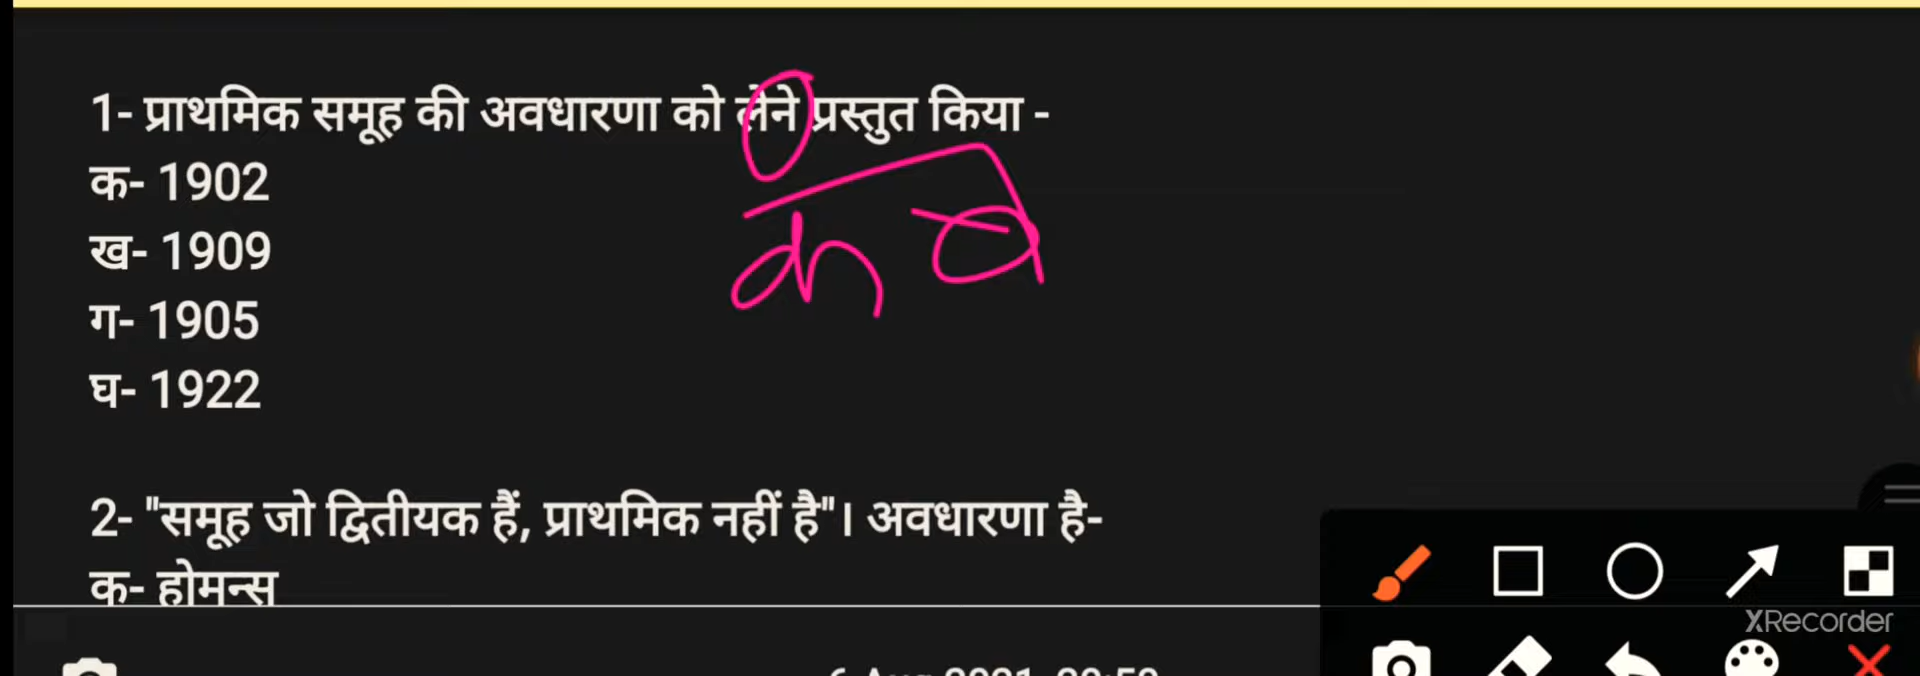 1- प्राथमिक समूह की अवधारणा को लेने प्रस्तुत किया -
क- 1902
ख- 1909
ग- 1905
घ- 1922
कब
2- "समूह जो द्वितीयक हैं, प्राथमिक नहीं है"। अवधारणा है-
क- होमन्स
XRecorder